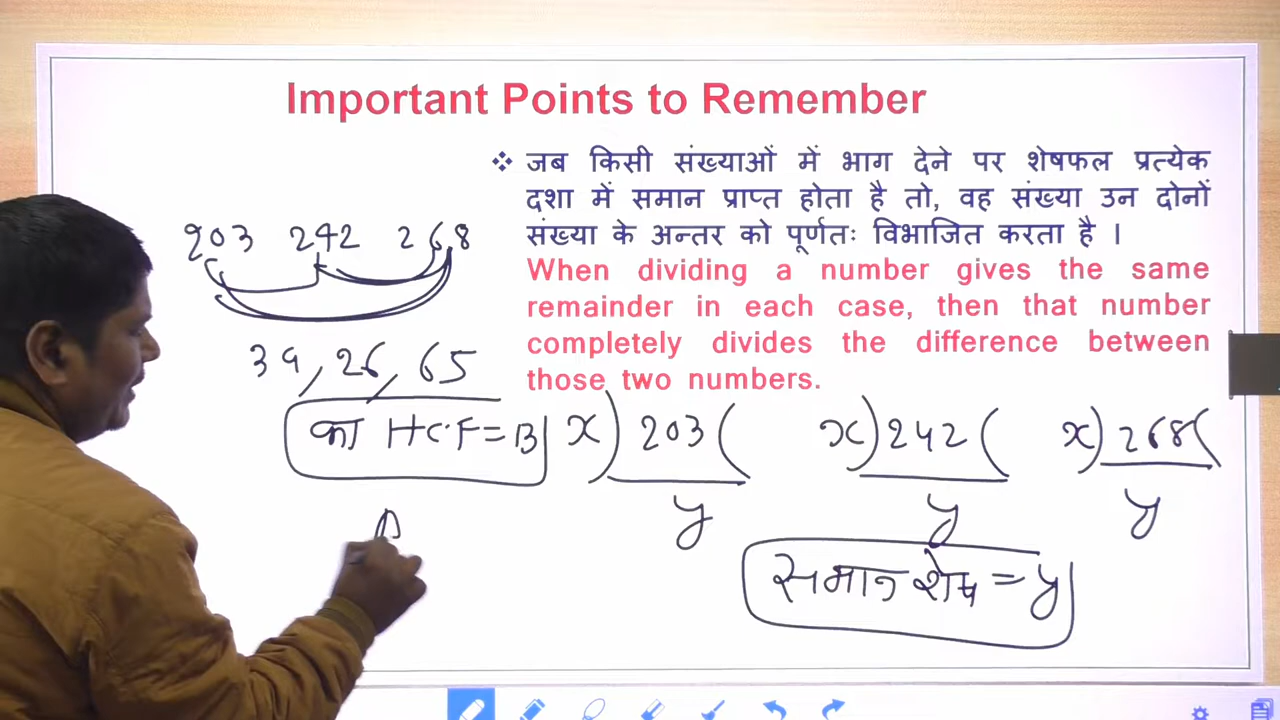 Important Points to Remember
❖ जब किसी संख्याओं में भाग देने पर शेषफल प्रत्येक
दशा में समान प्राप्त होता है तो, वह संख्या उन दोनों
संख्या के अन्तर को पूर्णतः विभाजित करता है ।
When dividing a number gives the same
remainder in each case, then that number
completely divides the difference between
those two numbers.
203 242 268
39, 26, 65
का H.C.F = 13
x) 203 (
y
x) 242 (
y
x) 268 (
y
समान शेष = y